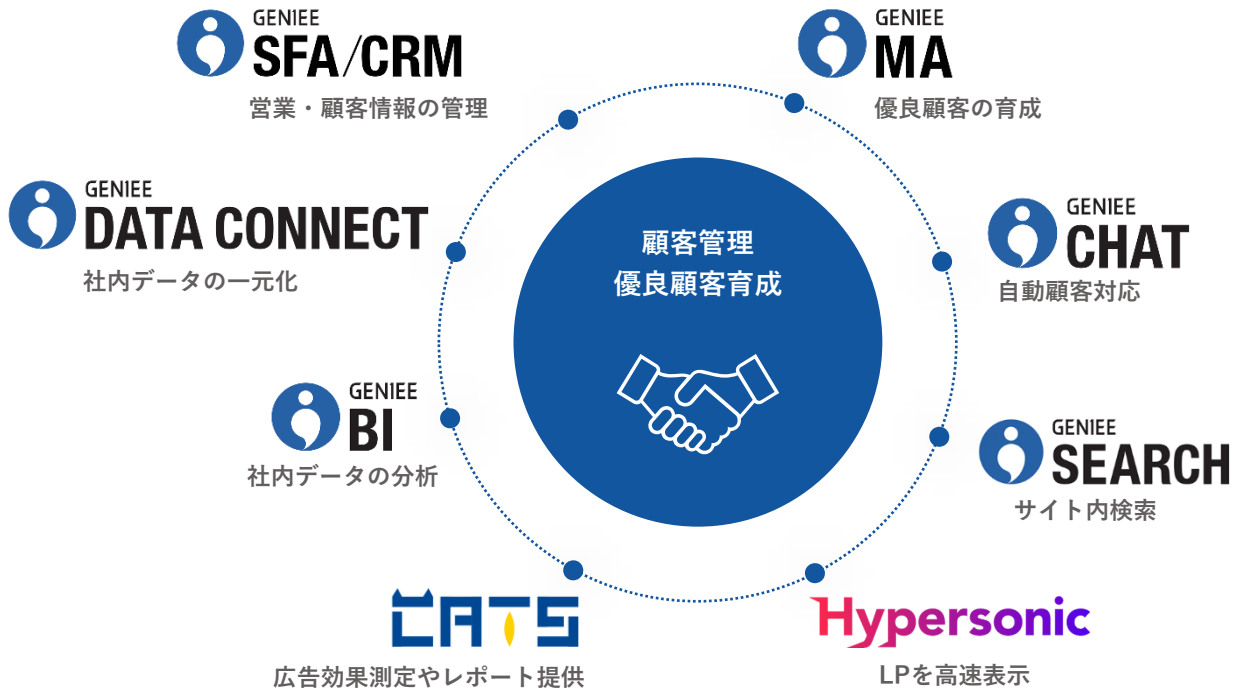 GENIEE
SFA/CRM
営業・顧客情報の管理
GENIEE
MA
優良顧客の育成
GENIEE
DATA CONNECT
社内データの一元化
顧客管理
優良顧客育成
GENIEE
CHAT
自動顧客対応
GENIEE
BI
社内データの分析
GENIEE
SEARCH
サイト内検索
CATS
広告効果測定やレポート提供
Hypersonic
LPを高速表示